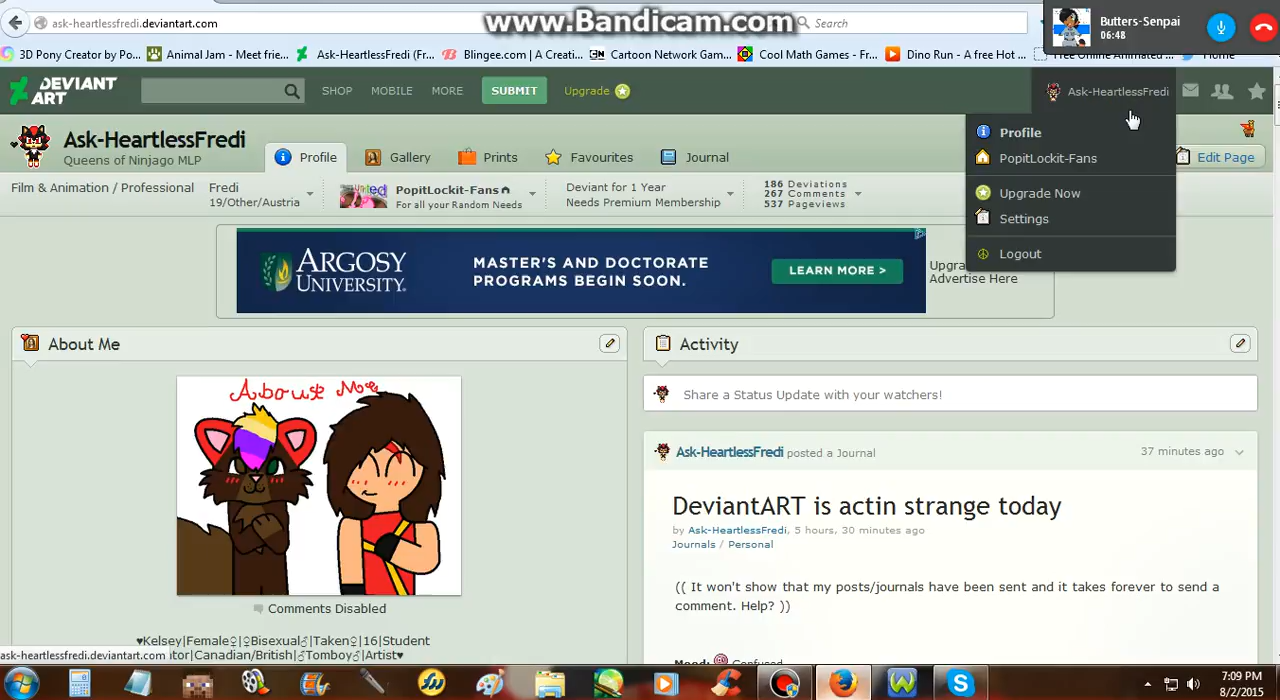 www.Bandicam.com
ask-heartlessfredi.deviantart.com
Search
Butters-Senpai
06:48
3D Pony Creator by Po...
Animal Jam - Meet frie...
Ask-HeartlessFredi (Fr...
Blingee.com | A Creati...
Cartoon Network Gam...
Cool Math Games - Fr...
Dino Run - A free Hot ...
Free Online Animated ...
Home
DEVIANT ART
SHOP
MOBILE
MORE
SUBMIT
Upgrade
Ask-HeartlessFredi
Profile
PopitLockit-Fans
Upgrade Now
Settings
Logout
Ask-HeartlessFredi
Queens of Ninjago MLP
Profile
Gallery
Prints
Favourites
Journal
Edit Page
Film & Animation / Professional
Fredi
19/Other/Austria
PopitLockit-Fans
For all your Random Needs
Deviant for 1 Year
Needs Premium Membership
186 Deviations
267 Comments
537 Pageviews
ARGOSY UNIVERSITY.
MASTER'S AND DOCTORATE
PROGRAMS BEGIN SOON.
LEARN MORE >
Advertise Here
About Me
Activity
Share a Status Update with your watchers!
Ask-HeartlessFredi posted a Journal
37 minutes ago
DeviantART is actin strange today
by Ask-HeartlessFredi, 5 hours, 30 minutes ago
Journals / Personal
(( It won't show that my posts/journals have been sent and it takes forever to send a
comment. Help? ))
Comments Disabled
♥Kelsey|Female♀|♀Bisexual♂|Taken♀|16|Student
|Canadian/British|♂Tomboy♂|Artist♥
ask-heartlessfredi.deviantart.com
7:09 PM
8/2/2015